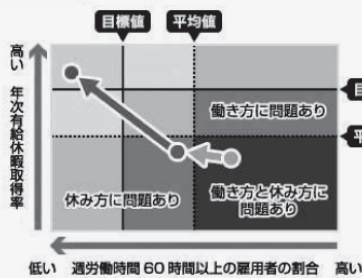 目標値
平均値
高い
年次有給休暇取得率
目
働き方に問題あり
平
休み方に問題あり
働き方と休み方に
問題あり
低い 週労働時間60時間以上の雇用者の割合 高い